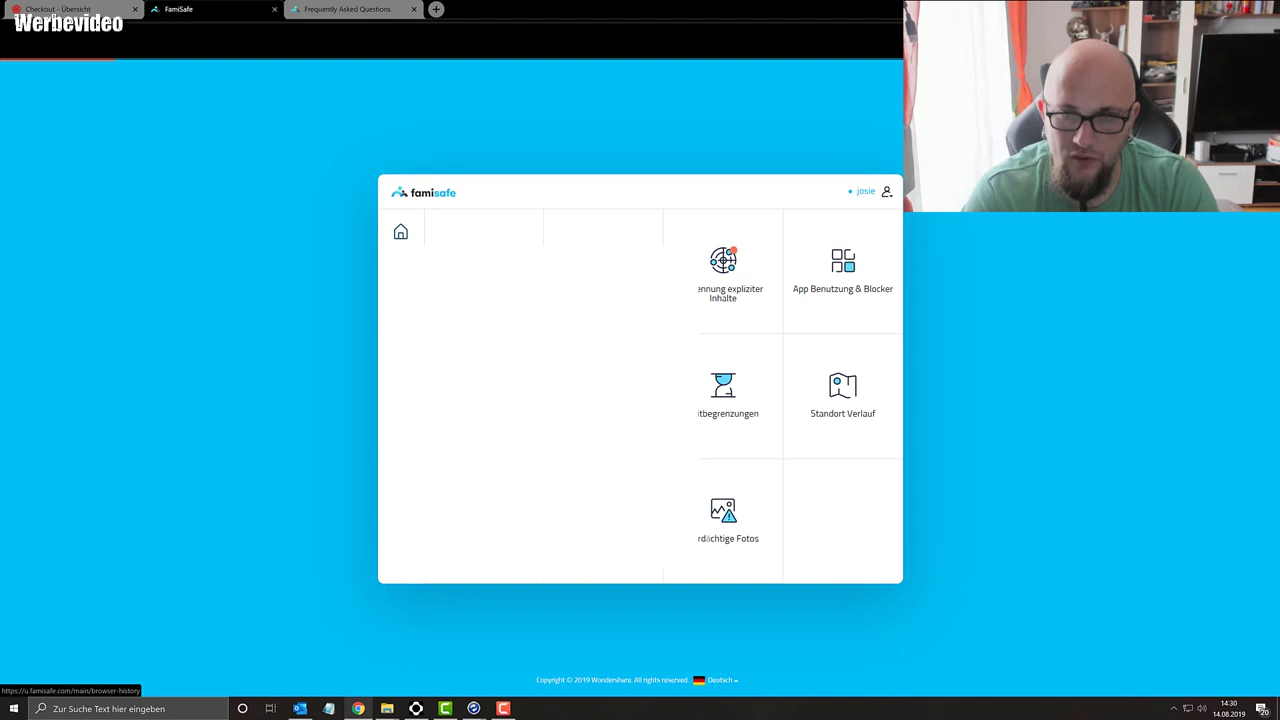 Checkout - Übersicht
FamiSafe
Frequently Asked Questions
Werbevideo
famisafe
josie
ennung expliziter
Inhalte
App Benutzung & Blocker
itbegrenzungen
Standort Verlauf
rdächtige Fotos
Copyright © 2019 Wondershare. All rights reserved.
Deutsch
https://u.famisafe.com/main/browser-history
Zur Suche Text hier eingeben
14:30
14.08.2019
20